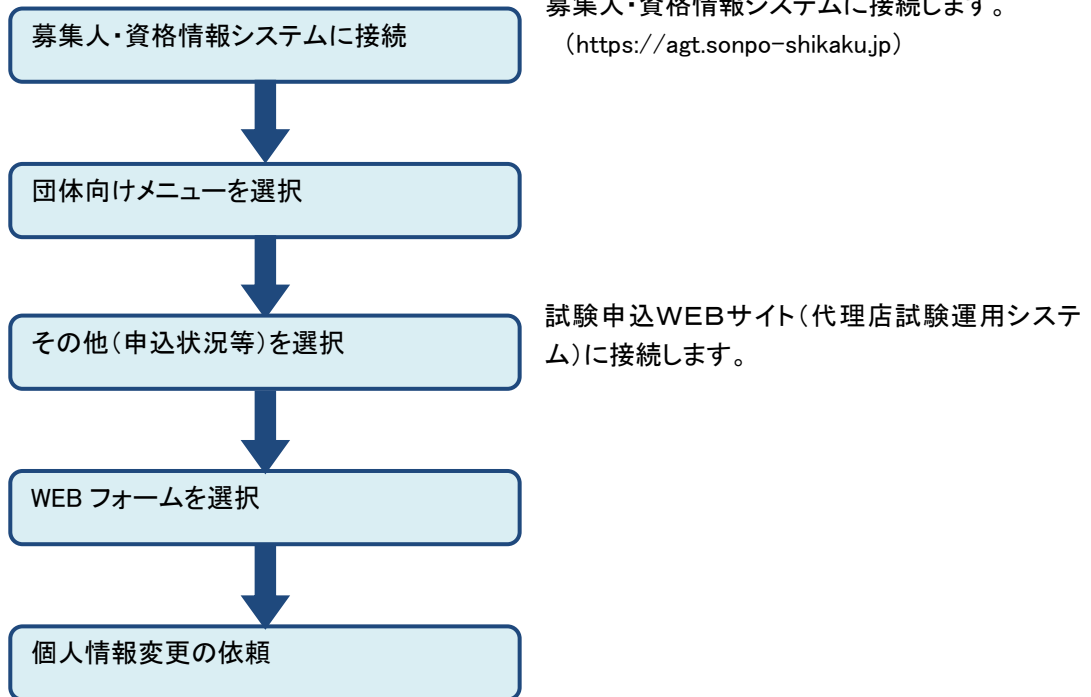 募集人・資格情報システムに接続します。
募集人・資格情報システムに接続
（https://agt.sonpo-shikaku.jp）
団体向けメニューを選択
その他（申込状況等）を選択
試験申込ＷＥＢサイト（代理店試験運用システ
ム）に接続します。
WEB フォームを選択
個人情報変更の依頼